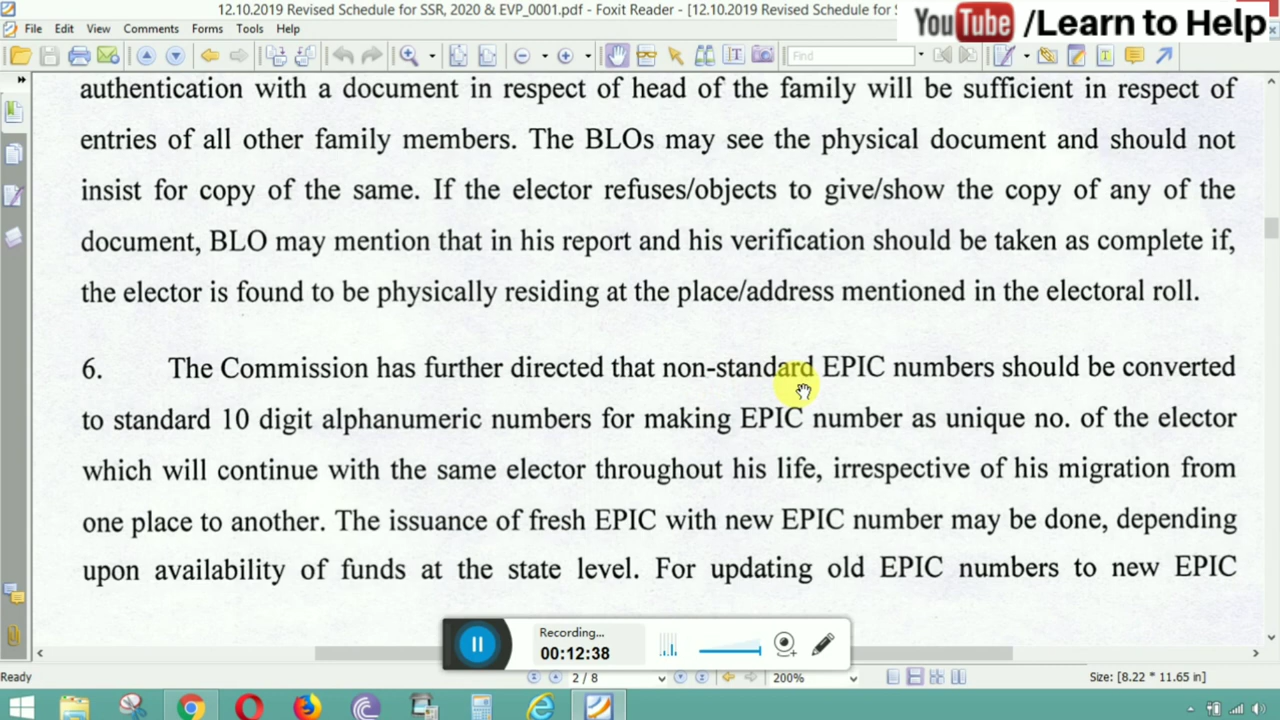 12.10.2019 Revised Schedule for SSR 2020 & EVP_0001.pdf - Foxit Reader - [12.10.2019 Revised Schedule for S
YouTube /Learn to Help
File Edit View Comments Forms Tools Help
Find
authentication with a document in respect of head of the family will be sufficient in respect of
entries of all other family members. The BLOs may see the physical document and should not
insist for copy of the same. If the elector refuses/objects to give/show the copy of any of the
document, BLO may mention that in his report and his verification should be taken as complete if,
the elector is found to be physically residing at the place/address mentioned in the electoral roll.
6. The Commission has further directed that non-standard EPIC numbers should be converted
to standard 10 digit alphanumeric numbers for making EPIC number as unique no. of the elector
which will continue with the same elector throughout his life, irrespective of his migration from
one place to another. The issuance of fresh EPIC with new EPIC number may be done, depending
upon availability of funds at the state level. For updating old EPIC numbers to new EPIC
Recording...
00:12:38
Ready 2 / 8 200% Size: [8.22 * 11.65 in]